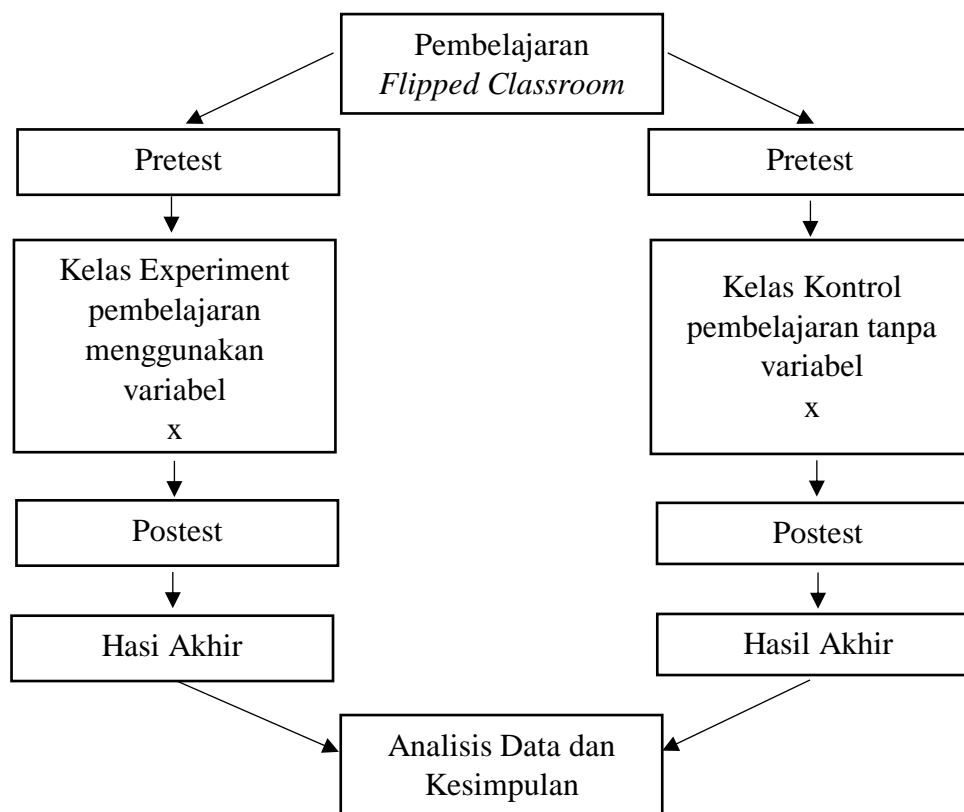 Pembelajaran
Flipped Classroom
Pretest
Pretest
Kelas Experiment
pembelajaran
menggunakan
variabel
x
Kelas Kontrol
pembelajaran tanpa
variabel
x
Postest
Postest
Hasi Akhir
Hasil Akhir
Analisis Data dan
Kesimpulan